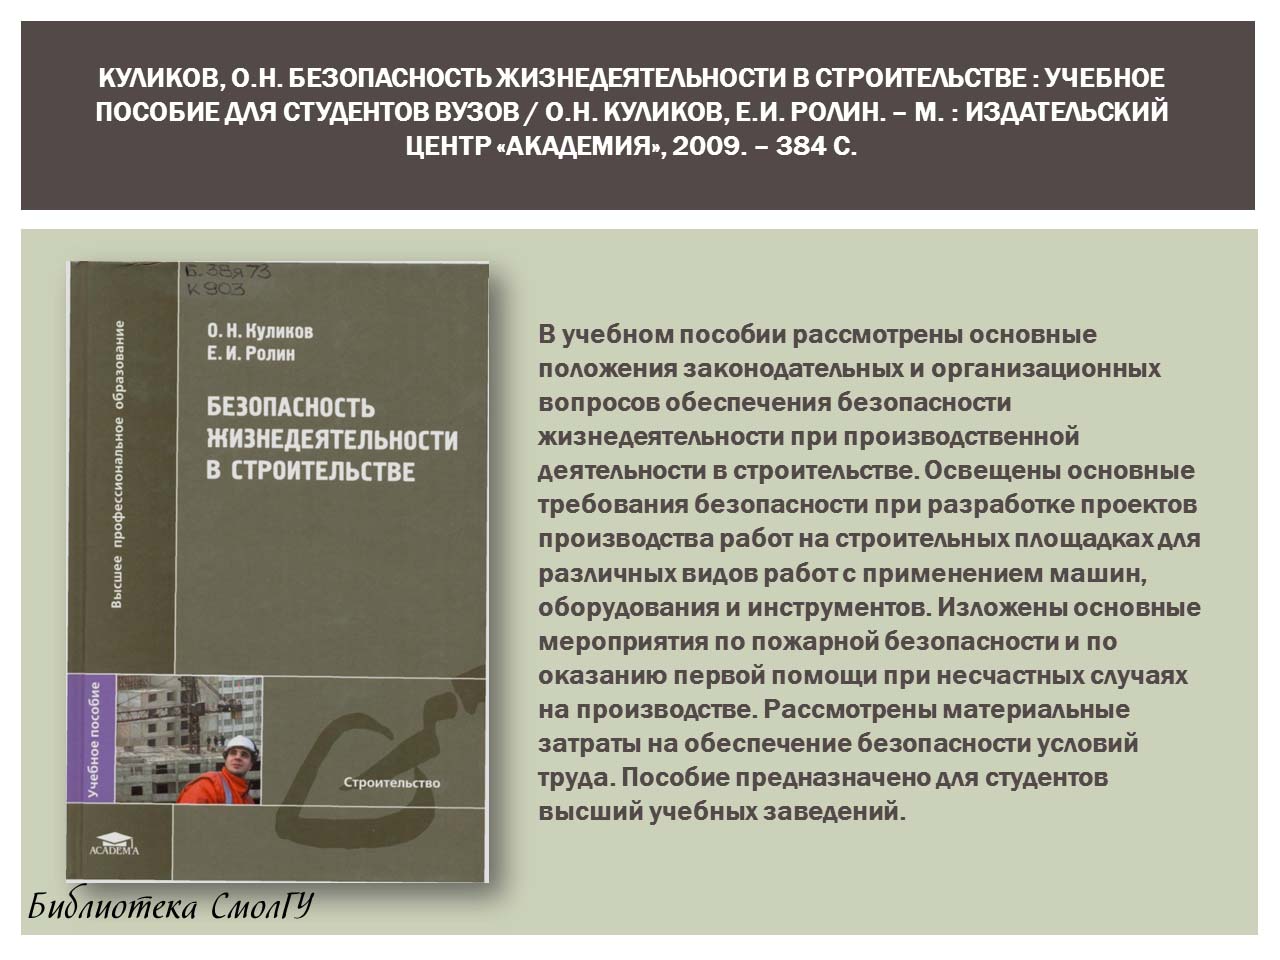 КУЛИКОВ, О.Н. БЕЗОПАСНОСТЬ ЖИЗНЕДЕЯТЕЛЬНОСТИ В СТРОИТЕЛЬСТВЕ : УЧЕБНОЕ
ПОСОБИЕ ДЛЯ СТУДЕНТОВ ВУЗОВ / О.Н. КУЛИКОВ, Е.И. РОЛИН. – М. : ИЗДАТЕЛЬСКИЙ
ЦЕНТР «АКАДЕМИЯ», 2009. – 384 С.
Б. 38я73
К 903
О. Н. Куликов
Е. И. Ролин
БЕЗОПАСНОСТЬ
ЖИЗНЕДЕЯТЕЛЬНОСТИ
В СТРОИТЕЛЬСТВЕ
Высшее профессиональное образование
Учебное пособие
Строительство
ACADEMA
В учебном пособии рассмотрены основные
положения законодательных и организационных
вопросов обеспечения безопасности
жизнедеятельности при производственной
деятельности в строительстве. Освещены основные
требования безопасности при разработке проектов
производства работ на строительных площадках для
различных видов работ с применением машин,
оборудования и инструментов. Изложены основные
мероприятия по пожарной безопасности и по
оказанию первой помощи при несчастных случаях
на производстве. Рассмотрены материальные
затраты на обеспечение безопасности условий
труда. Пособие предназначено для студентов
высший учебных заведений.
Библиотека СмолГУ